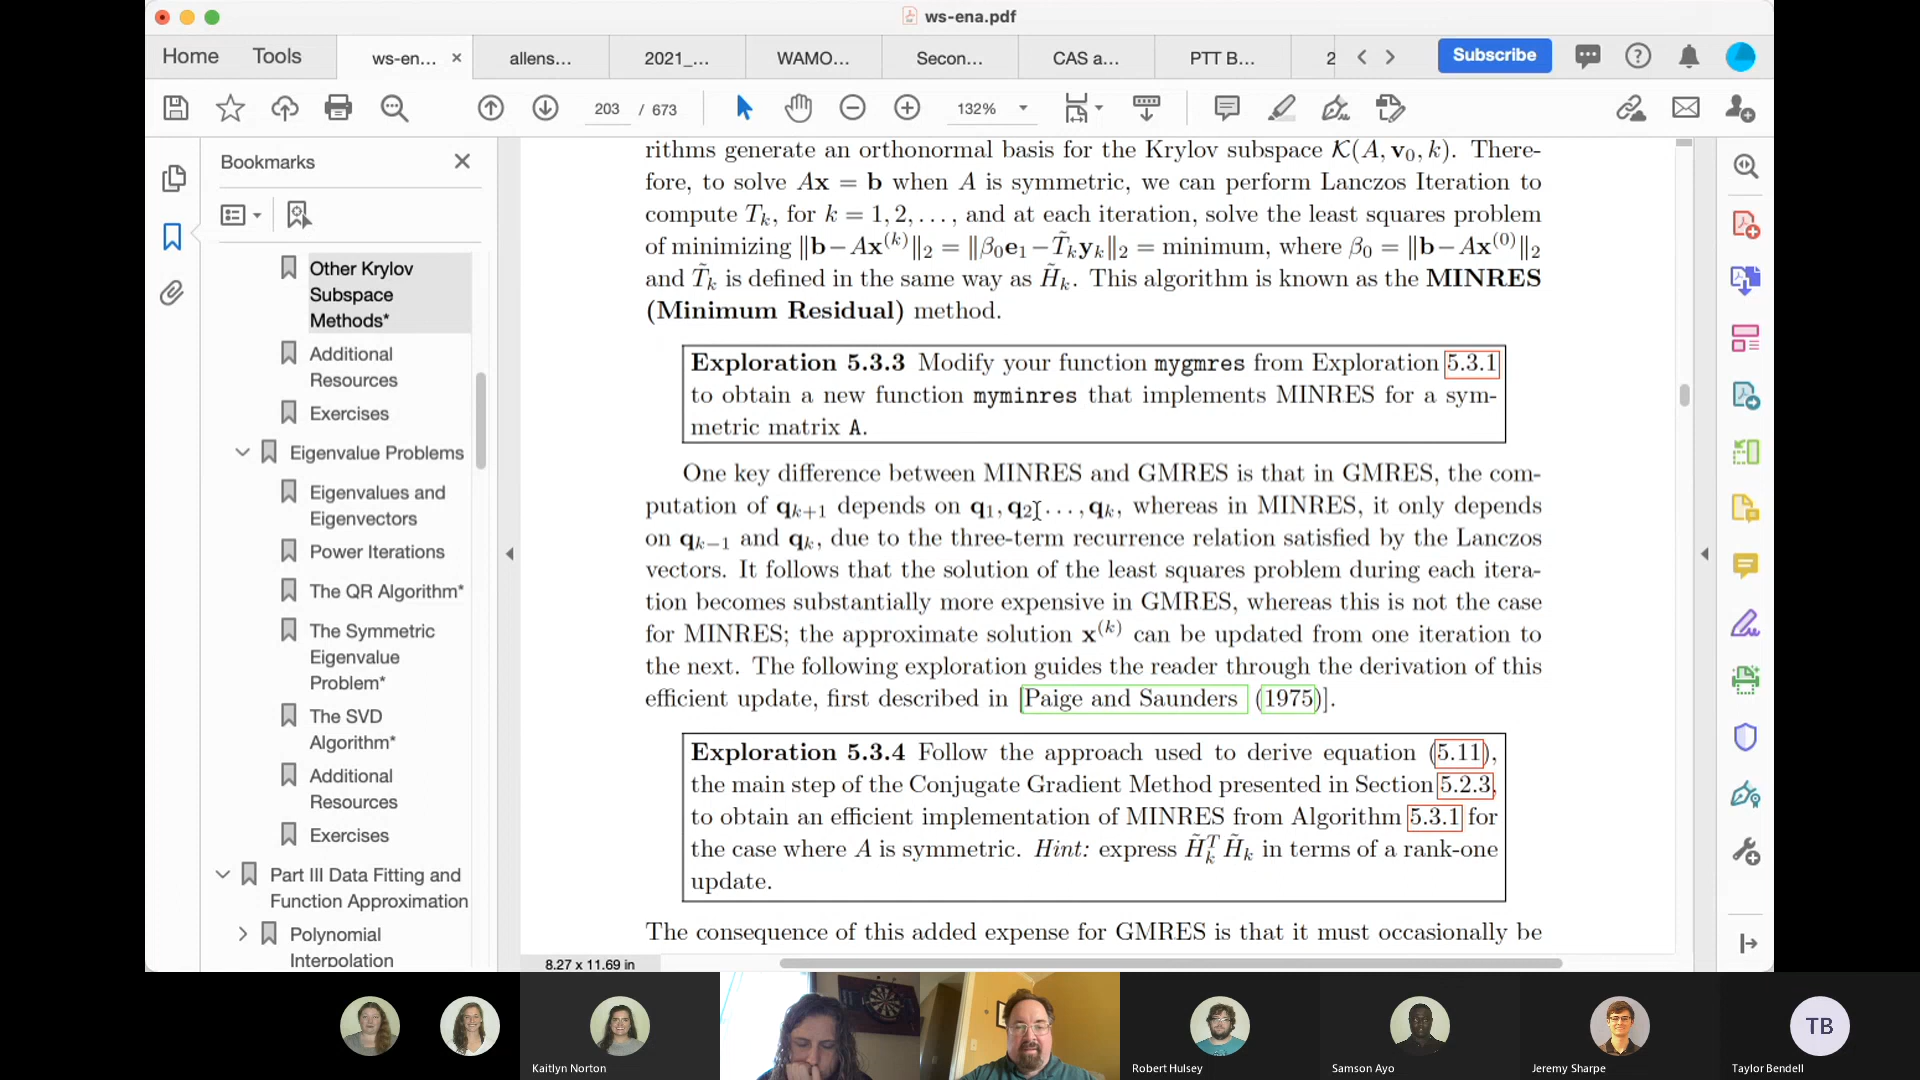 ws-ena.pdf
Home
Tools
ws-en...
allens...
2021_...
WAMO...
Secon...
CAS a...
PTT B...
2
Subscribe
203 / 673
132%
Bookmarks
Other Krylov
Subspace
Methods*
Additional
Resources
Exercises
Eigenvalue Problems
Eigenvalues and
Eigenvectors
Power Iterations
The QR Algorithm*
The Symmetric
Eigenvalue
Problem*
The SVD
Algorithm*
Additional
Resources
Exercises
Part III Data Fitting and
Function Approximation
Polynomial
Interpolation
rithms generate an orthonormal basis for the Krylov subspace 𝒦(A, v₀, k). There-
fore, to solve Ax = b when A is symmetric, we can perform Lanczos Iteration to
compute Tₖ, for k = 1, 2, . . . , and at each iteration, solve the least squares problem
of minimizing ‖b − Ax⁽ᵏ⁾‖₂ = ‖β₀e₁ − T̃ₖyₖ‖₂ = minimum, where β₀ = ‖b − Ax⁽⁰⁾‖₂
and T̃ₖ is defined in the same way as H̃ₖ. This algorithm is known as the MINRES
(Minimum Residual) method.
Exploration 5.3.3 Modify your function mygmres from Exploration 5.3.1
to obtain a new function myminres that implements MINRES for a sym-
metric matrix A.
One key difference between MINRES and GMRES is that in GMRES, the com-
putation of qₖ₊₁ depends on q₁, q₂, . . . , qₖ, whereas in MINRES, it only depends
on qₖ₋₁ and qₖ, due to the three-term recurrence relation satisfied by the Lanczos
vectors. It follows that the solution of the least squares problem during each itera-
tion becomes substantially more expensive in GMRES, whereas this is not the case
for MINRES; the approximate solution x⁽ᵏ⁾ can be updated from one iteration to
the next. The following exploration guides the reader through the derivation of this
efficient update, first described in [Paige and Saunders (1975)].
Exploration 5.3.4 Follow the approach used to derive equation (5.11),
the main step of the Conjugate Gradient Method presented in Section 5.2.3,
to obtain an efficient implementation of MINRES from Algorithm 5.3.1 for
the case where A is symmetric. Hint: express H̃ₖᵀH̃ₖ in terms of a rank-one
update.
The consequence of this added expense for GMRES is that it must occasionally be
8.27 x 11.69 in
Kaitlyn Norton
Robert Hulsey
Samson Ayo
Jeremy Sharpe
TB
Taylor Bendell